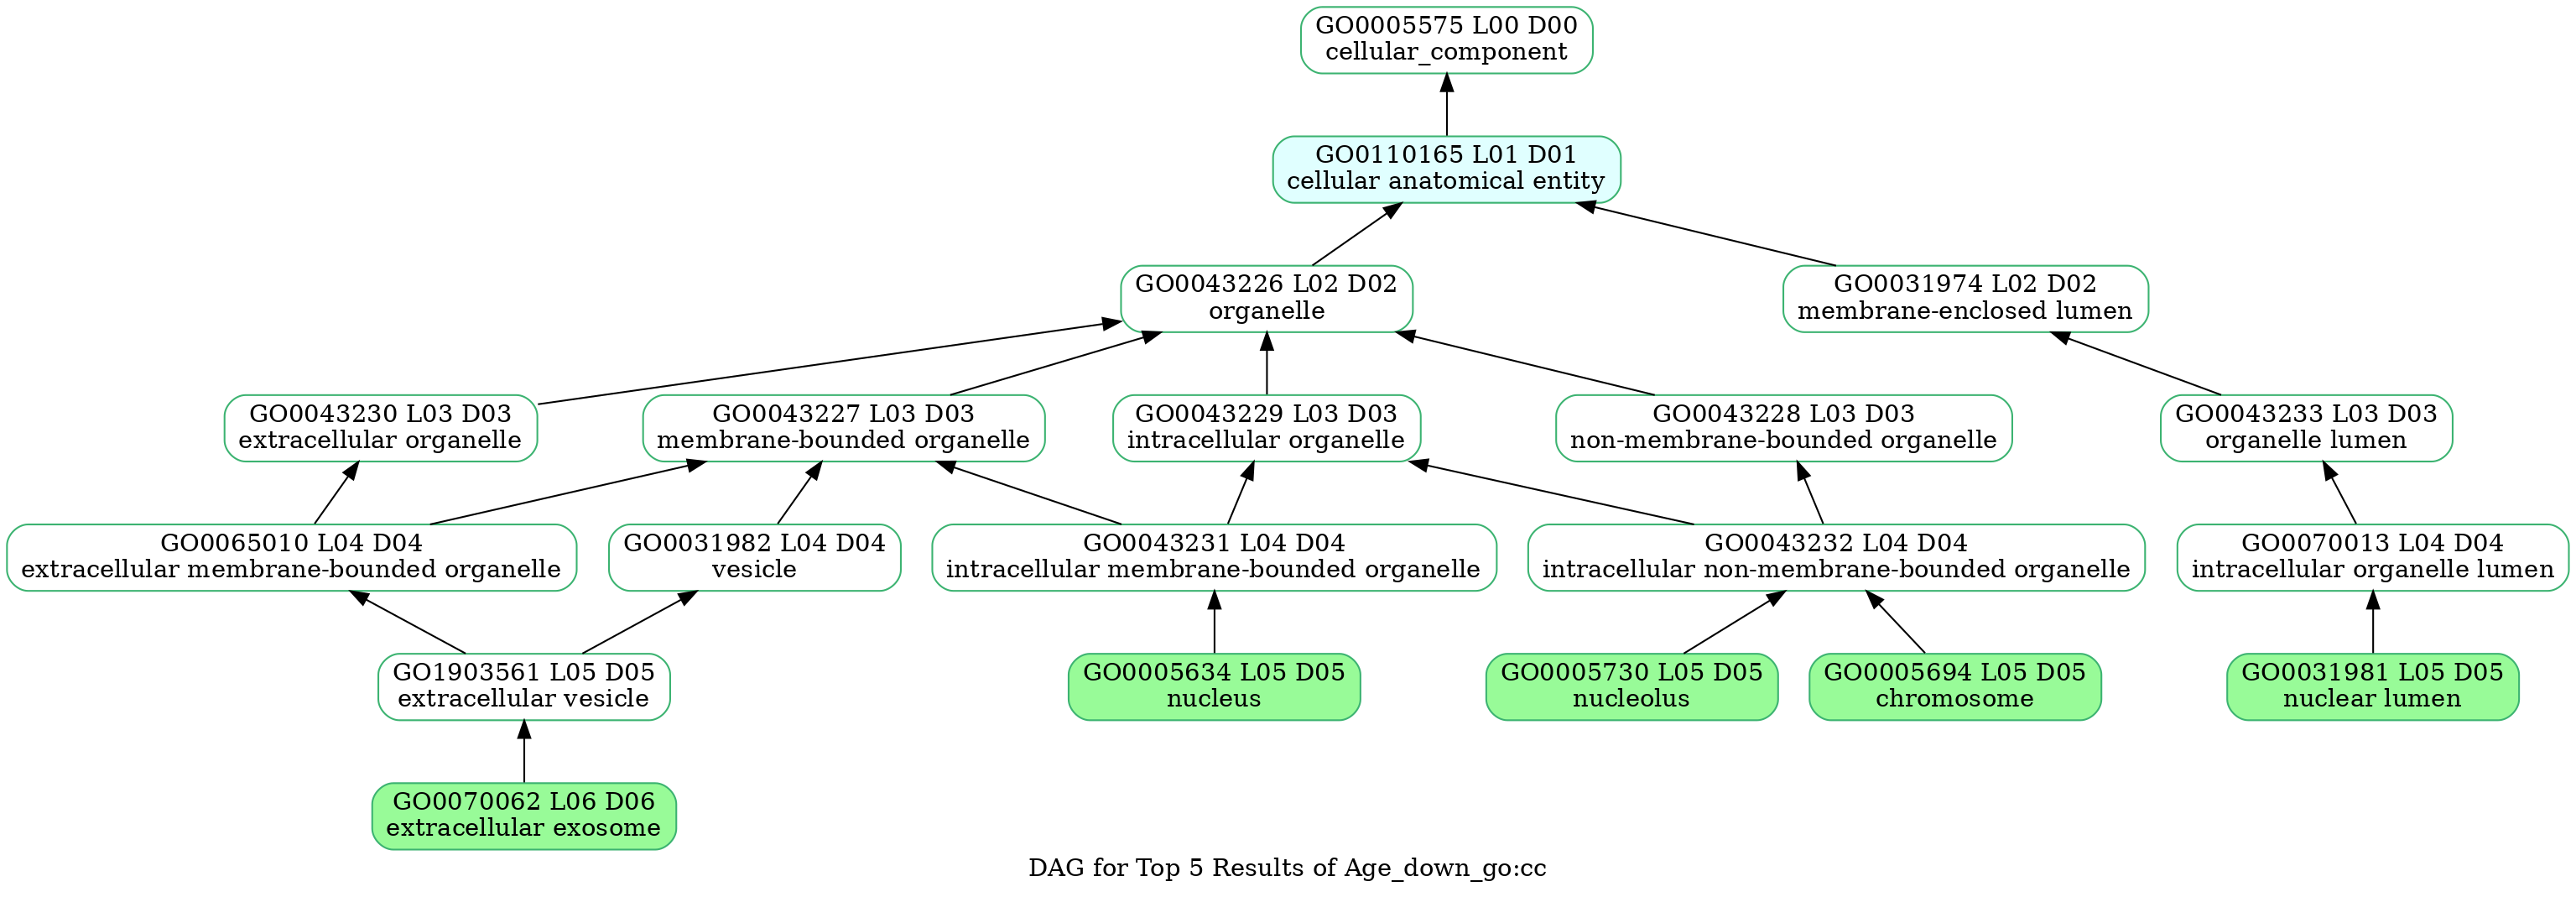 GO0005575 L00 D00
cellular_component
GO0110165 L01 D01
cellular anatomical entity
GO0043226 L02 D02
organelle
GO0031974 L02 D02
membrane-enclosed lumen
GO0043230 L03 D03
extracellular organelle
GO0043227 L03 D03
membrane-bounded organelle
GO0043229 L03 D03
intracellular organelle
GO0043228 L03 D03
non-membrane-bounded organelle
GO0043233 L03 D03
organelle lumen
GO0065010 L04 D04
extracellular membrane-bounded organelle
GO0031982 L04 D04
vesicle
GO0043231 L04 D04
intracellular membrane-bounded organelle
GO0043232 L04 D04
intracellular non-membrane-bounded organelle
GO0070013 L04 D04
intracellular organelle lumen
GO1903561 L05 D05
extracellular vesicle
GO0005634 L05 D05
nucleus
GO0005730 L05 D05
nucleolus
GO0005694 L05 D05
chromosome
GO0031981 L05 D05
nuclear lumen
GO0070062 L06 D06
extracellular exosome
DAG for Top 5 Results of Age_down_go:cc